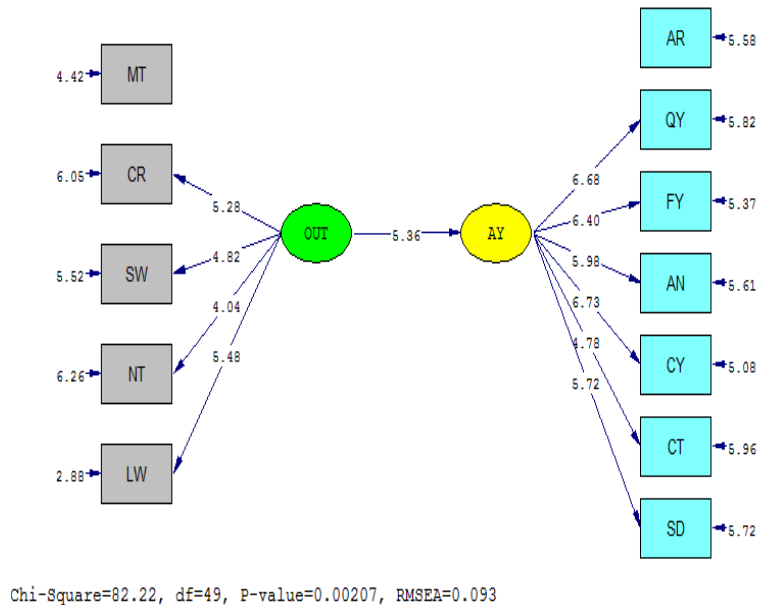 AR
5.58
4.42
MT
QY
5.82
6.05
CR
6.68
5.28
FY
5.37
6.40
OUT
5.36
AY
4.82
5.98
5.52
SW
AN
5.61
4.04
6.73
4.78
5.48
CY
5.08
6.26
NT
5.72
CT
5.96
2.88
LW
SD
5.72
Chi-Square=82.22, df=49, P-value=0.00207, RMSEA=0.093